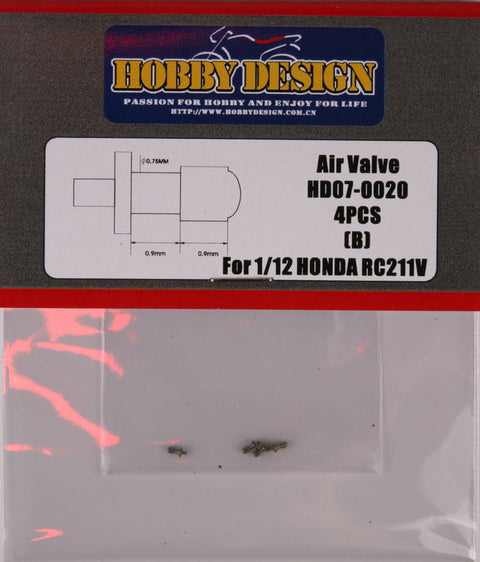 HOBBY DESIGN
PASSION FOR HOBBY AND ENJOY FOR LIFE
HTTP://WWW.HOBBYDESIGN.COM.CN
Air Valve
HD07-0020
4PCS
(B)
For 1/12 HONDA RC211V
0.75MM
0.9mm 0.9mm